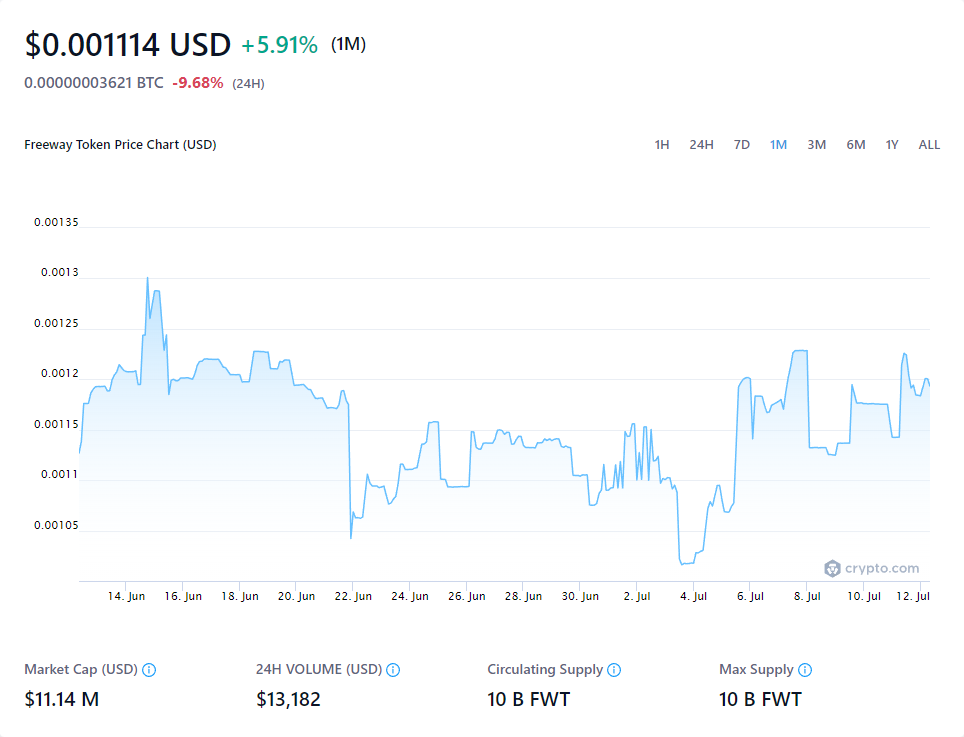 $0.001114 USD +5.91% (1M)
0.00000003621 BTC -9.68% (24H)
Freeway Token Price Chart (USD)
1H 24H 7D 1M 3M 6M 1Y ALL
0.00135
0.0013
0.00125
0.0012
0.00115
0.0011
0.00105
crypto.com
14. Jun 16. Jun 18. Jun 20. Jun 22. Jun 24. Jun 26. Jun 28. Jun 30. Jun 2. Jul 4. Jul 6. Jul 8. Jul 10. Jul 12. Jul
Market Cap (USD) 24H VOLUME (USD) Circulating Supply Max Supply
$11.14 M $13,182 10 B FWT 10 B FWT